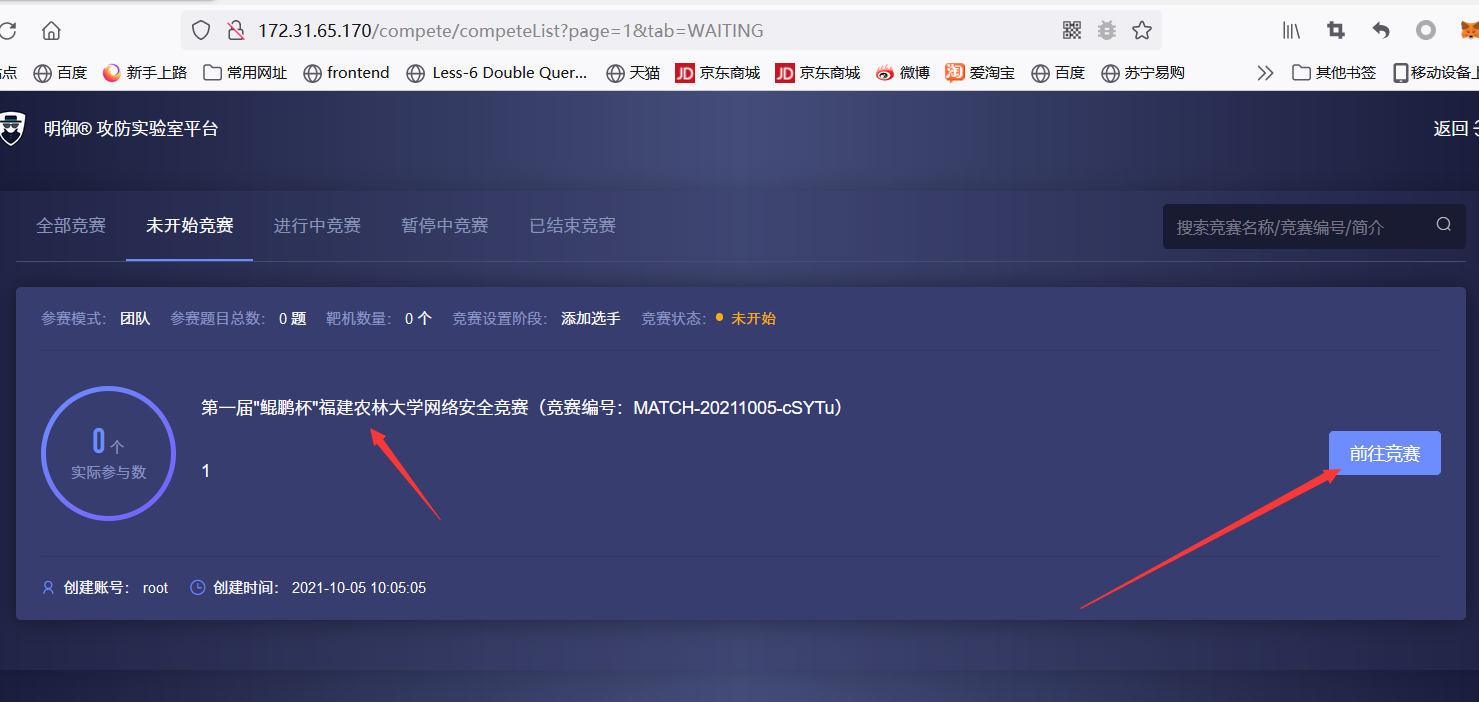 172.31.65.170/compete/competeList?page=1&tab=WAITING
点 百度 新手上路 常用网址 frontend Less-6 Double Quer... 天猫 JD 京东商城 JD 京东商城 微博 淘 爱淘宝 百度 苏宁易购 其他书签 移动设备上
明御® 攻防实验室平台 返回
全部竞赛 未开始竞赛 进行中竞赛 暂停中竞赛 已结束竞赛 搜索竞赛名称/竞赛编号/简介
参赛模式: 团队 参赛题目总数: 0 题 靶机数量: 0 个 竞赛设置阶段: 添加选手 竞赛状态: 未开始
第一届"鲲鹏杯"福建农林大学网络安全竞赛（竞赛编号：MATCH-20211005-cSYTu）
0 个
实际参与数
1
前往竞赛
创建账号： root 创建时间： 2021-10-05 10:05:05